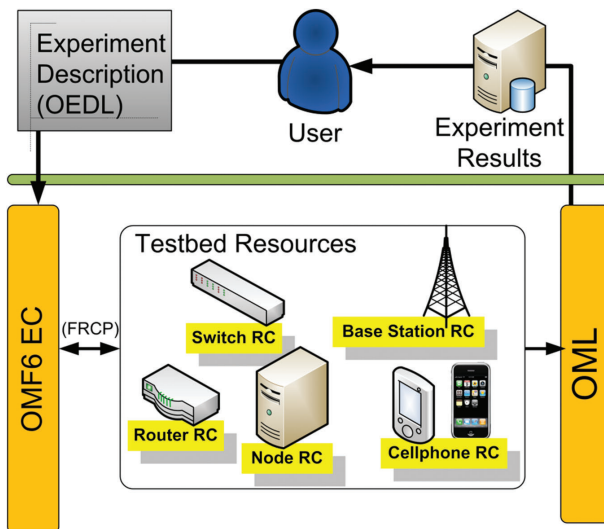 Experiment
Description
(OEDL)
User
Experiment
Results
OMF6 EC
(FRCP)
Testbed Resources
Switch RC
Base Station RC
Router RC
Node RC
Cellphone RC
OML